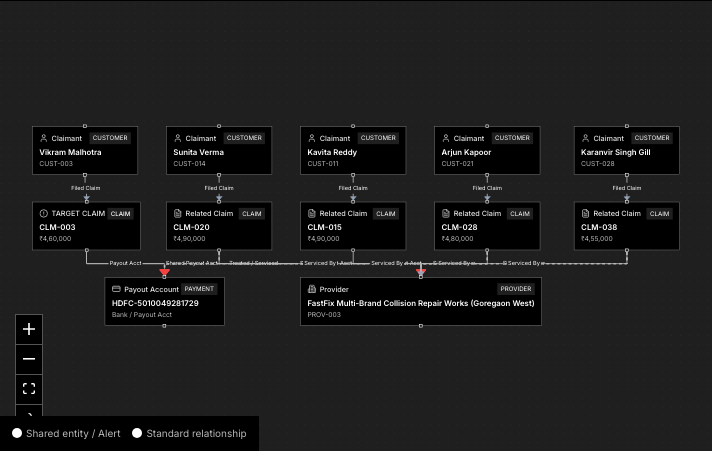 Claimant CUSTOMER
Vikram Malhotra
CUST-003
Claimant CUSTOMER
Sunita Verma
CUST-014
Claimant CUSTOMER
Kavita Reddy
CUST-011
Claimant CUSTOMER
Arjun Kapoor
CUST-021
Claimant CUSTOMER
Karanvir Singh Gill
CUST-028
Filed Claim
Filed Claim
Filed Claim
Filed Claim
Filed Claim
TARGET CLAIM CLAIM
CLM-003
₹4,60,000
Related Claim CLAIM
CLM-020
₹4,90,000
Related Claim CLAIM
CLM-015
₹4,90,000
Related Claim CLAIM
CLM-028
₹4,80,000
Related Claim CLAIM
CLM-038
₹4,55,000
Payout Acct
Serviced By
Serviced By
Serviced By
Serviced By
Payout Account PAYMENT
HDFC-5010049281729
Bank / Payout Acct
Provider PROVIDER
FastFix Multi-Brand Collision Repair Works (Goregaon West)
PROV-003
Shared entity / Alert
Standard relationship